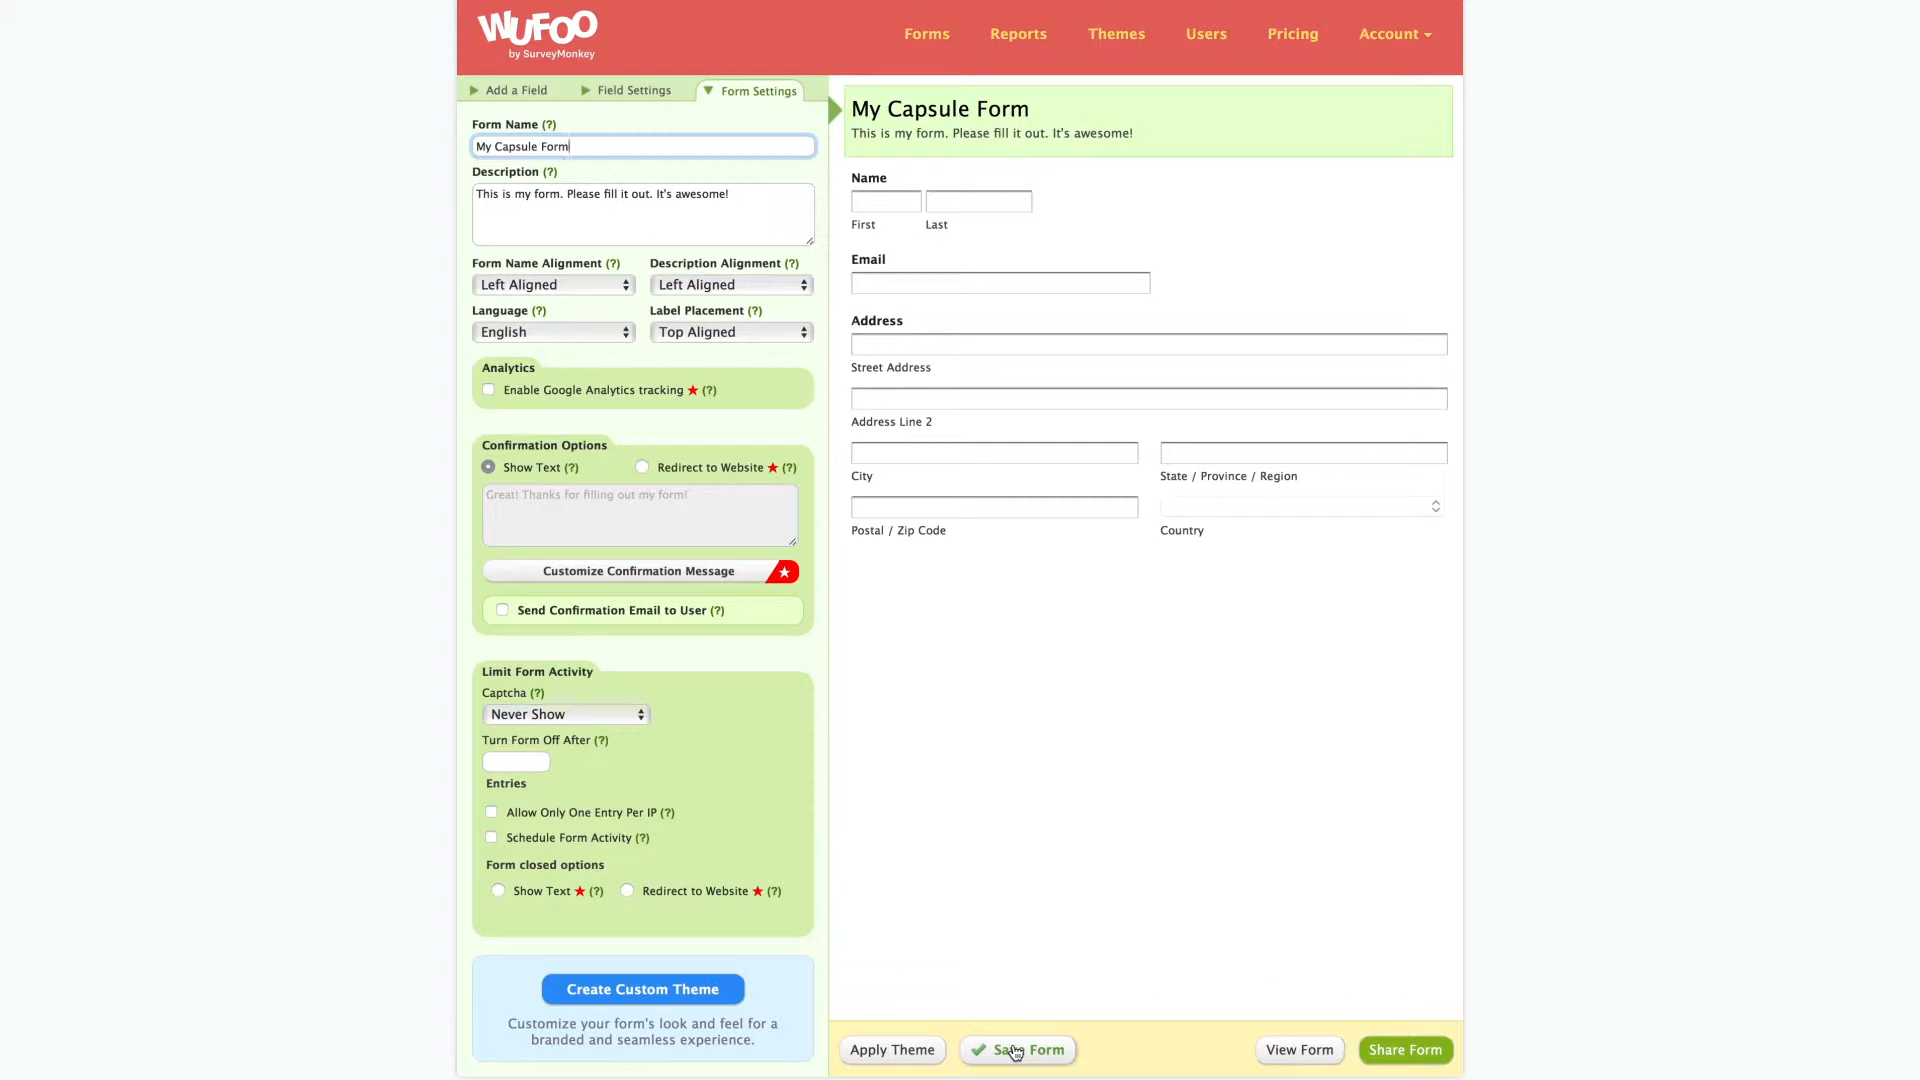 WUFOO
by SurveyMonkey
Forms
Reports
Themes
Users
Pricing
Account
Add a Field
Field Settings
Form Settings
Form Name (?)
My Capsule Form
Description (?)
This is my form. Please fill it out. It's awesome!
Form Name Alignment (?)
Description Alignment (?)
Left Aligned
Left Aligned
Language (?)
Label Placement (?)
English
Top Aligned
Analytics
Enable Google Analytics tracking ★ (?)
Confirmation Options
Show Text (?)
Redirect to Website ★ (?)
Great! Thanks for filling out my form!
Customize Confirmation Message
Send Confirmation Email to User (?)
Limit Form Activity
Captcha (?)
Never Show
Turn Form Off After (?)
Entries
Allow Only One Entry Per IP (?)
Schedule Form Activity (?)
Form closed options
Show Text ★ (?)
Redirect to Website ★ (?)
Create Custom Theme
Customize your form's look and feel for a
branded and seamless experience.
My Capsule Form
This is my form. Please fill it out. It's awesome!
Name
First
Last
Email
Address
Street Address
Address Line 2
City
State / Province / Region
Postal / Zip Code
Country
Apply Theme
Save Form
View Form
Share Form